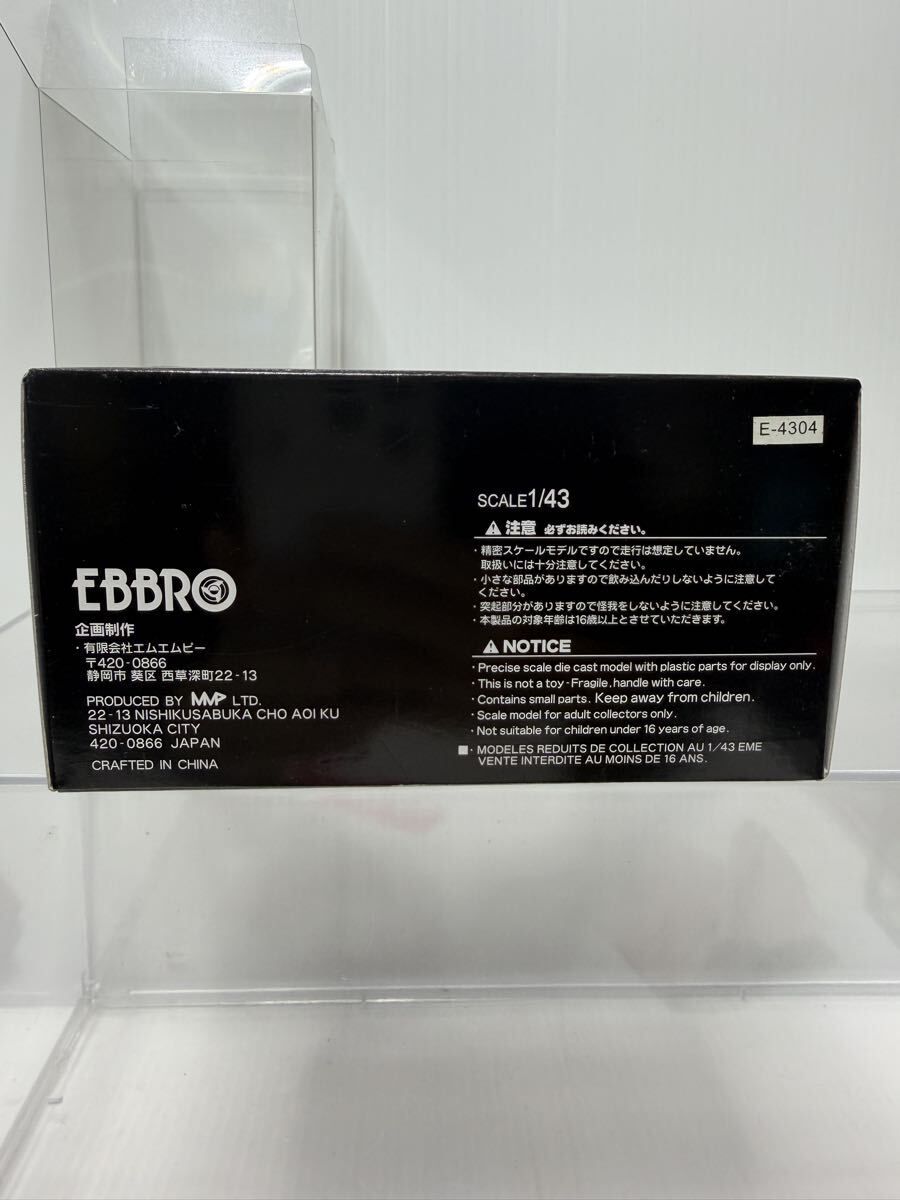 E-4304
SCALE1/43
注意 必ずお読みください。
・精密スケールモデルですので走行は想定していません。
取扱いには十分注意してください。
・小さな部品がありますので飲み込んだりしないように注意して
ください。
・突起部分がありますので怪我をしないように注意してください。
・本製品の対象年齢は16歳以上とさせていただきます。
NOTICE
・Precise scale die cast model with plastic parts for display only.
・This is not a toy-Fragile, handle with care.
・Contains small parts. Keep away from children.
・Scale model for adult collectors only.
・Not suitable for children under 16 years of age.
・MODELES REDUITS DE COLLECTION AU 1/43 EME
VENTE INTERDITE AU MOINS DE 16 ANS.
EBBRO
企画制作
・有限会社エムエムピー
〒420-0866
静岡市 葵区 西草深町22-13
PRODUCED BY MMP LTD.
22-13 NISHIKUSABUKA CHO AOI KU
SHIZUOKA CITY
420-0866 JAPAN
CRAFTED IN CHINA